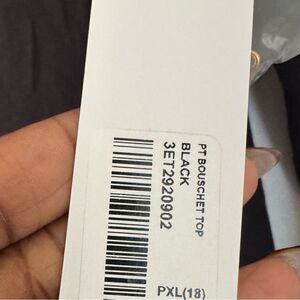 PT BOUSCHET TOP
BLACK
3ET2920902
PXL(18)